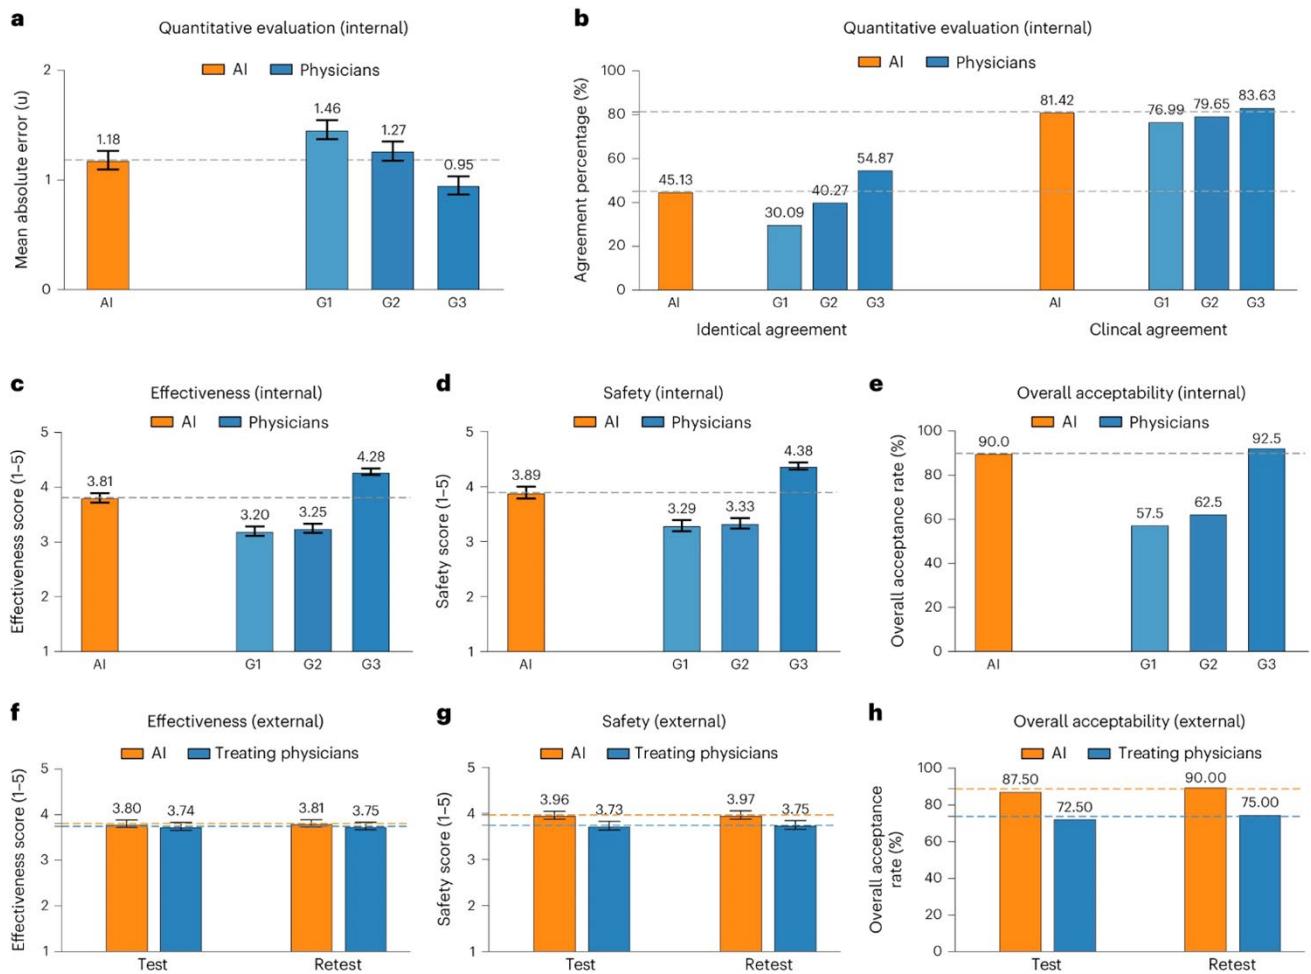 a
Quantitative evaluation (internal)
AI Physicians
Mean absolute error (u)
2
1
0
1.18
1.46
1.27
0.95
AI G1 G2 G3
b
Quantitative evaluation (internal)
AI Physicians
Agreement percentage (%)
100
80
60
40
20
0
45.13
30.09
40.27
54.87
81.42
76.99
79.65
83.63
AI G1 G2 G3 AI G1 G2 G3
Identical agreement Clincal agreement
c
Effectiveness (internal)
AI Physicians
Effectiveness score (1–5)
5
4
3
2
1
3.81
3.20
3.25
4.28
AI G1 G2 G3
d
Safety (internal)
AI Physicians
Safety score (1–5)
5
4
3
2
1
3.89
3.29
3.33
4.38
AI G1 G2 G3
e
Overall acceptability (internal)
AI Physicians
Overall acceptance rate (%)
100
80
60
40
20
0
90.0
57.5
62.5
92.5
AI G1 G2 G3
f
Effectiveness (external)
AI Treating physicians
Effectiveness score (1–5)
5
4
3
2
1
3.80
3.74
3.81
3.75
Test Retest
g
Safety (external)
AI Treating physicians
Safety score (1–5)
5
4
3
2
1
3.96
3.73
3.97
3.75
Test Retest
h
Overall acceptability (external)
AI Treating physicians
Overall acceptance
rate (%)
100
80
60
40
20
0
87.50
72.50
90.00
75.00
Test Retest